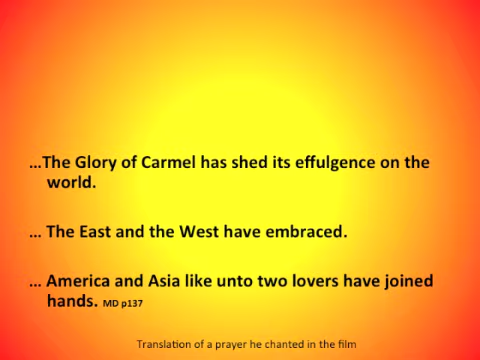 …The Glory of Carmel has shed its effulgence on the
world.
… The East and the West have embraced.
… America and Asia like unto two lovers have joined
hands. MD p137
Translation of a prayer he chanted in the film